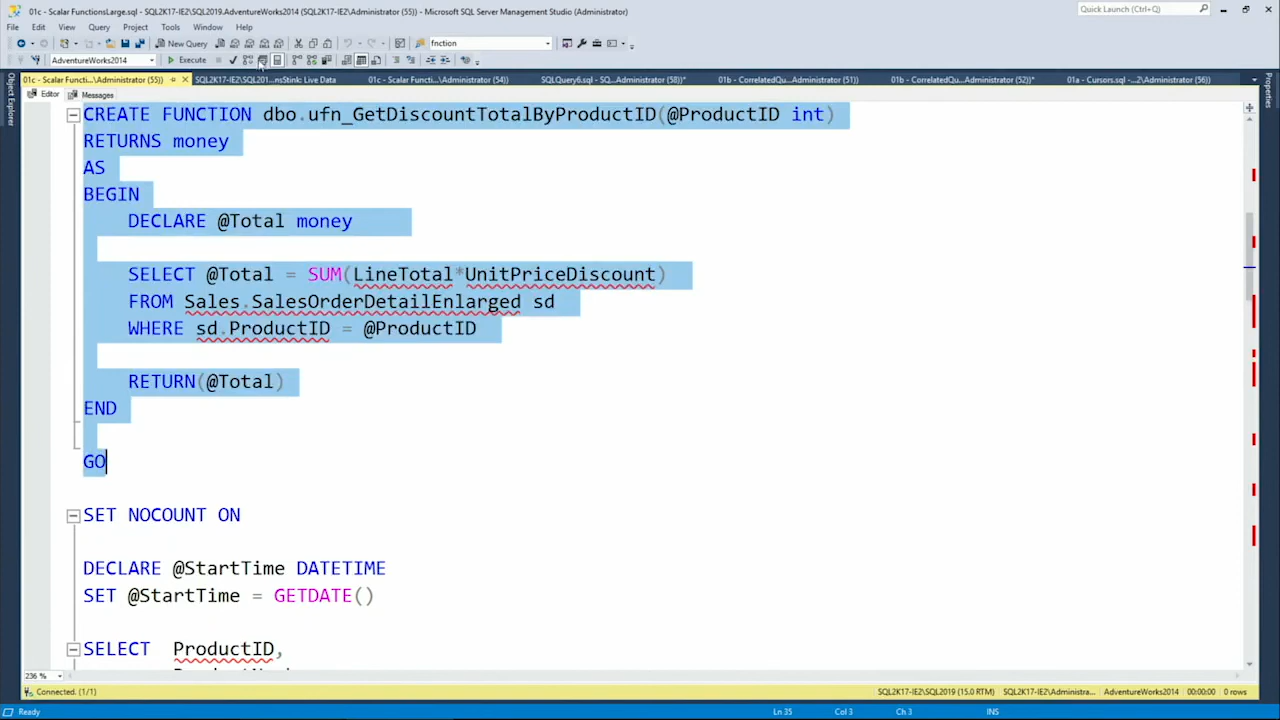 01c - Scalar FunctionsLarge.sql - SQL2K17-IE2\SQL2019.AdventureWorks2014 (SQL2K17-IE2\Administrator (55)) - Microsoft SQL Server Management Studio (Administrator)
Quick Launch (Ctrl+Q)
File Edit View Query Project Tools Window Help
New Query
fnction
AdventureWorks2014
Execute
01c - Scalar Functi...\Administrator (55))
SQL2K17-IE2\SQL201...nsStink: Live Data
01c - Scalar Functi...\Administrator (54))
SQLQuery6.sql - SQ...Administrator (58))*
01b - CorrelatedQu...Administrator (51))
01b - CorrelatedQu...Administrator (52))*
01a - Cursors.sql -...2\Administrator (56))
Object Explorer
Properties
Editor Messages
CREATE FUNCTION dbo.ufn_GetDiscountTotalByProductID(@ProductID int)
RETURNS money
AS
BEGIN
DECLARE @Total money
SELECT @Total = SUM(LineTotal*UnitPriceDiscount)
FROM Sales.SalesOrderDetailEnlarged sd
WHERE sd.ProductID = @ProductID
RETURN(@Total)
END
GO
SET NOCOUNT ON
DECLARE @StartTime DATETIME
SET @StartTime = GETDATE()
SELECT ProductID,
236 %
Connected. (1/1)
SQL2K17-IE2\SQL2019 (15.0 RTM)
SQL2K17-IE2\Administra...
AdventureWorks2014
00:00:00
0 rows
Ready
Ln 35
Col 3
Ch 3
INS